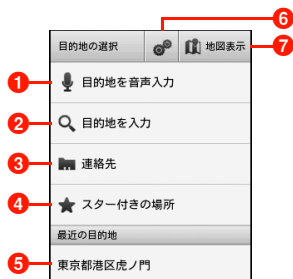 6
目的地の選択 地図表示 7
1 目的地を音声入力
2 目的地を入力
3 連絡先
4 スター付きの場所
最近の目的地
5 東京都港区虎ノ門